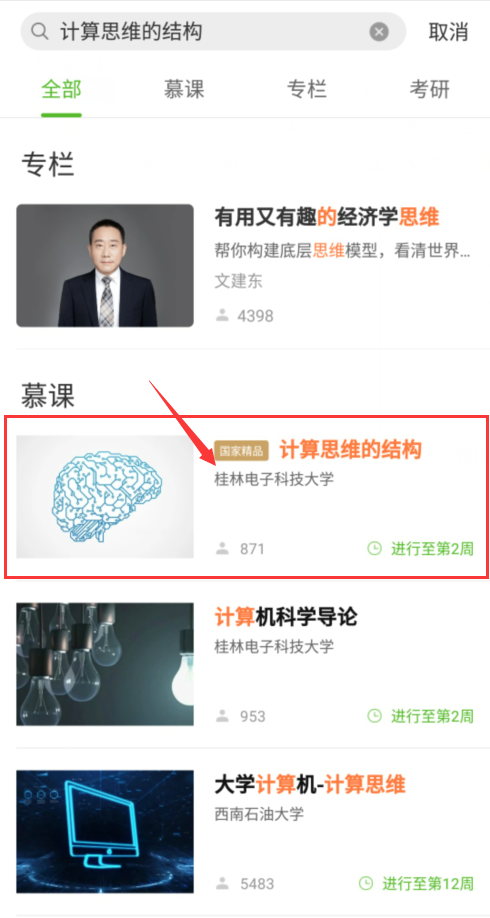 计算思维的结构 取消
全部 慕课 专栏 考研
专栏
有用又有趣的经济学思维
帮你构建底层思维模型，看清世界...
文建东
4398
慕课
国家精品 计算思维的结构
桂林电子科技大学
871 进行至第2周
计算机科学导论
桂林电子科技大学
953 进行至第2周
大学计算机-计算思维
西南石油大学
5483 进行至第12周